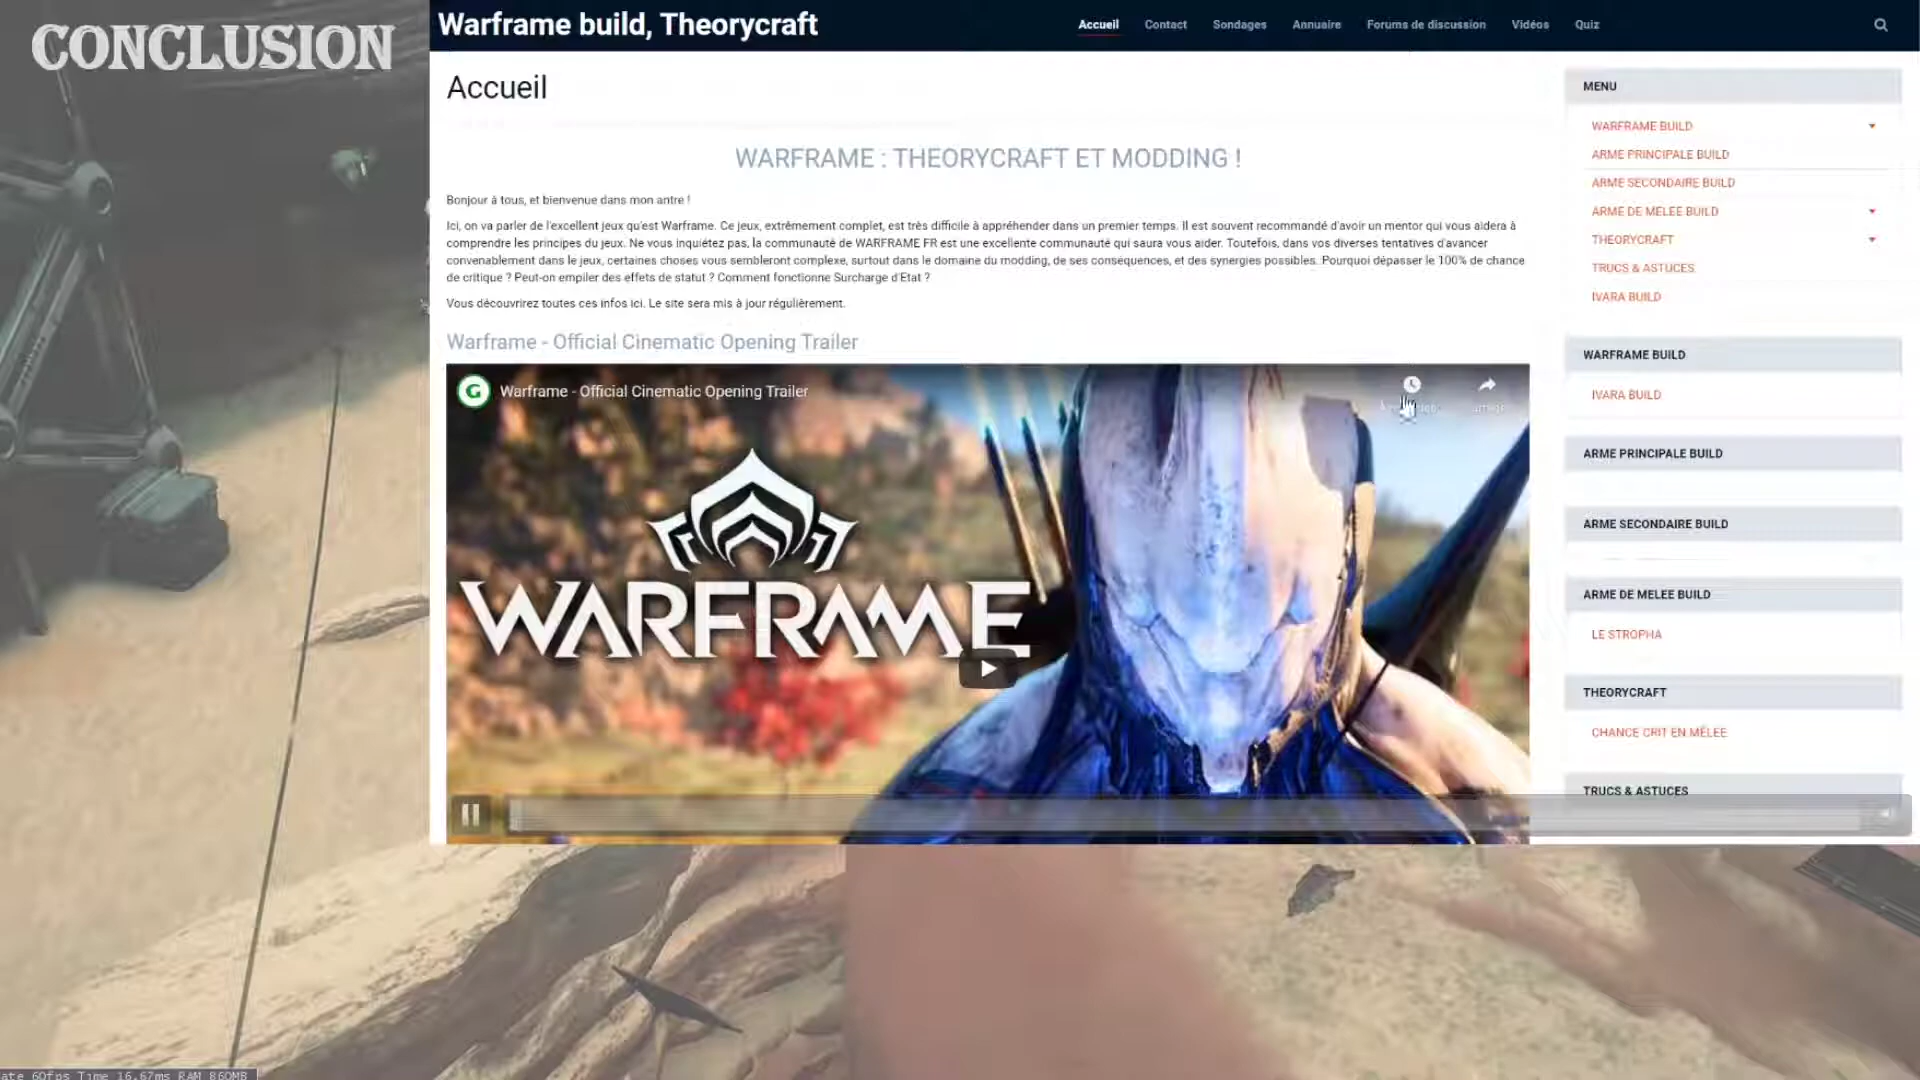 CONCLUSION
Warframe build, Theorycraft
Accueil
Contact
Sondages
Annuaire
Forums de discussion
Vidéos
Quiz
Accueil
WARFRAME : THEORYCRAFT ET MODDING !
Bonjour à tous, et bienvenue dans mon antre !
Ici, on va parler de l'excellent jeux qu'est Warframe. Ce jeux, extrêmement complet, est très difficile à appréhender dans un premier temps. Il est souvent recommandé d'avoir un mentor qui vous aidera à
comprendre les principes du jeux. Ne vous inquiétez pas, la communauté de WARFRAME FR est une excellente communauté qui saura vous aider. Toutefois, dans vos diverses tentatives d'avancer
convenablement dans le jeux, certaines choses vous sembleront complexe, surtout dans le domaine du modding, de ses conséquences, et des synergies possibles. Pourquoi dépasser le 100% de chance
de critique ? Peut-on empiler des effets de statut ? Comment fonctionne Surcharge d'Etat ?
Vous découvrirez toutes ces infos ici. Le site sera mis à jour régulièrement.
Warframe - Official Cinematic Opening Trailer
G
Warframe - Official Cinematic Opening Trailer
WARFRAME
MENU
WARFRAME BUILD
ARME PRINCIPALE BUILD
ARME SECONDAIRE BUILD
ARME DE MELEE BUILD
THEORYCRAFT
TRUCS & ASTUCES
IVARA BUILD
WARFRAME BUILD
IVARA BUILD
ARME PRINCIPALE BUILD
ARME SECONDAIRE BUILD
ARME DE MELEE BUILD
LE STROPHA
THEORYCRAFT
CHANCE CRIT EN MÊLEE
TRUCS & ASTUCES
60fps Time 16.67ms RAM 860MB